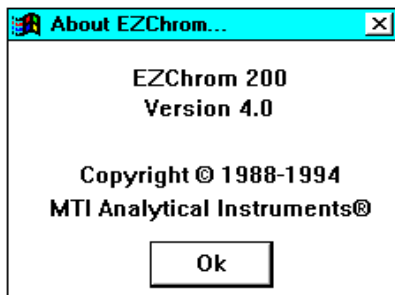 About EZChrom...
EZChrom 200
Version 4.0
Copyright © 1988-1994
MTI Analytical Instruments®
Ok